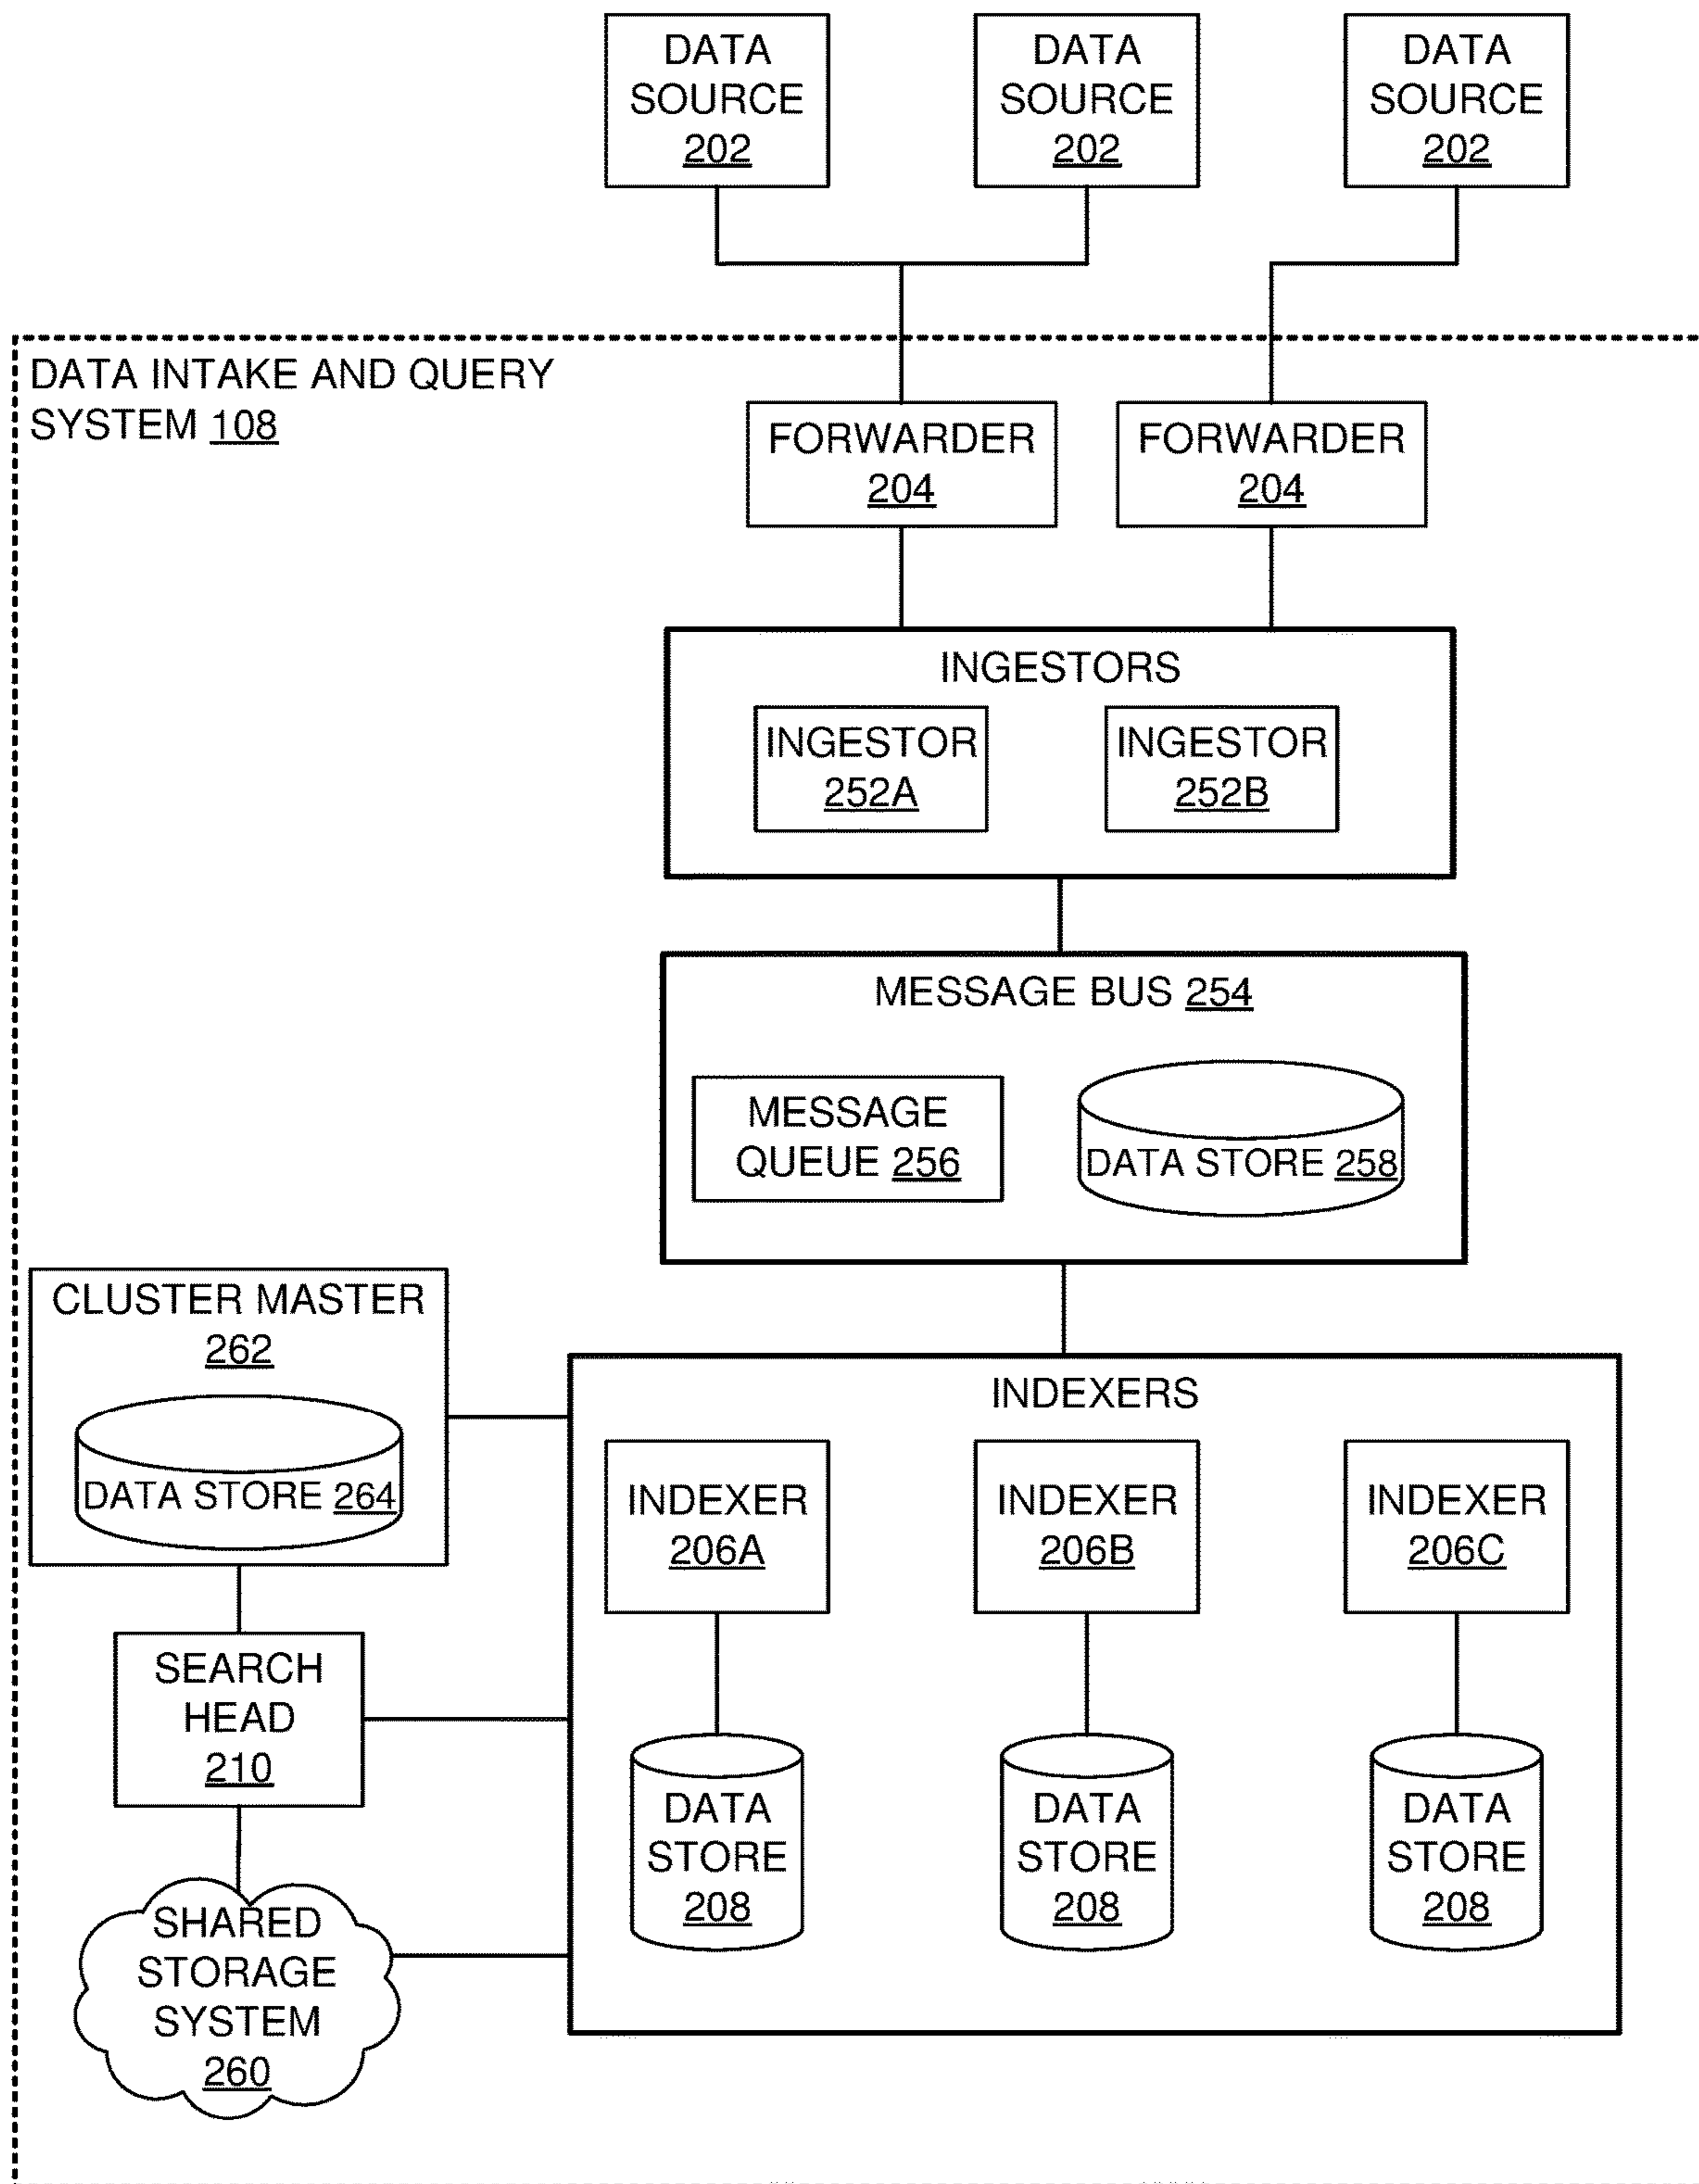 DATA
SOURCE
202
DATA
SOURCE
202
DATA
SOURCE
202
DATA INTAKE AND QUERY
SYSTEM 108
FORWARDER
204
FORWARDER
204
INGESTORS
INGESTOR
252A
INGESTOR
252B
MESSAGE BUS 254
MESSAGE
QUEUE 256
DATA STORE 258
CLUSTER MASTER
262
DATA STORE 264
INDEXERS
INDEXER
206A
INDEXER
206B
INDEXER
206C
SEARCH
HEAD
210
DATA
STORE
208
DATA
STORE
208
DATA
STORE
208
SHARED
STORAGE
SYSTEM
260